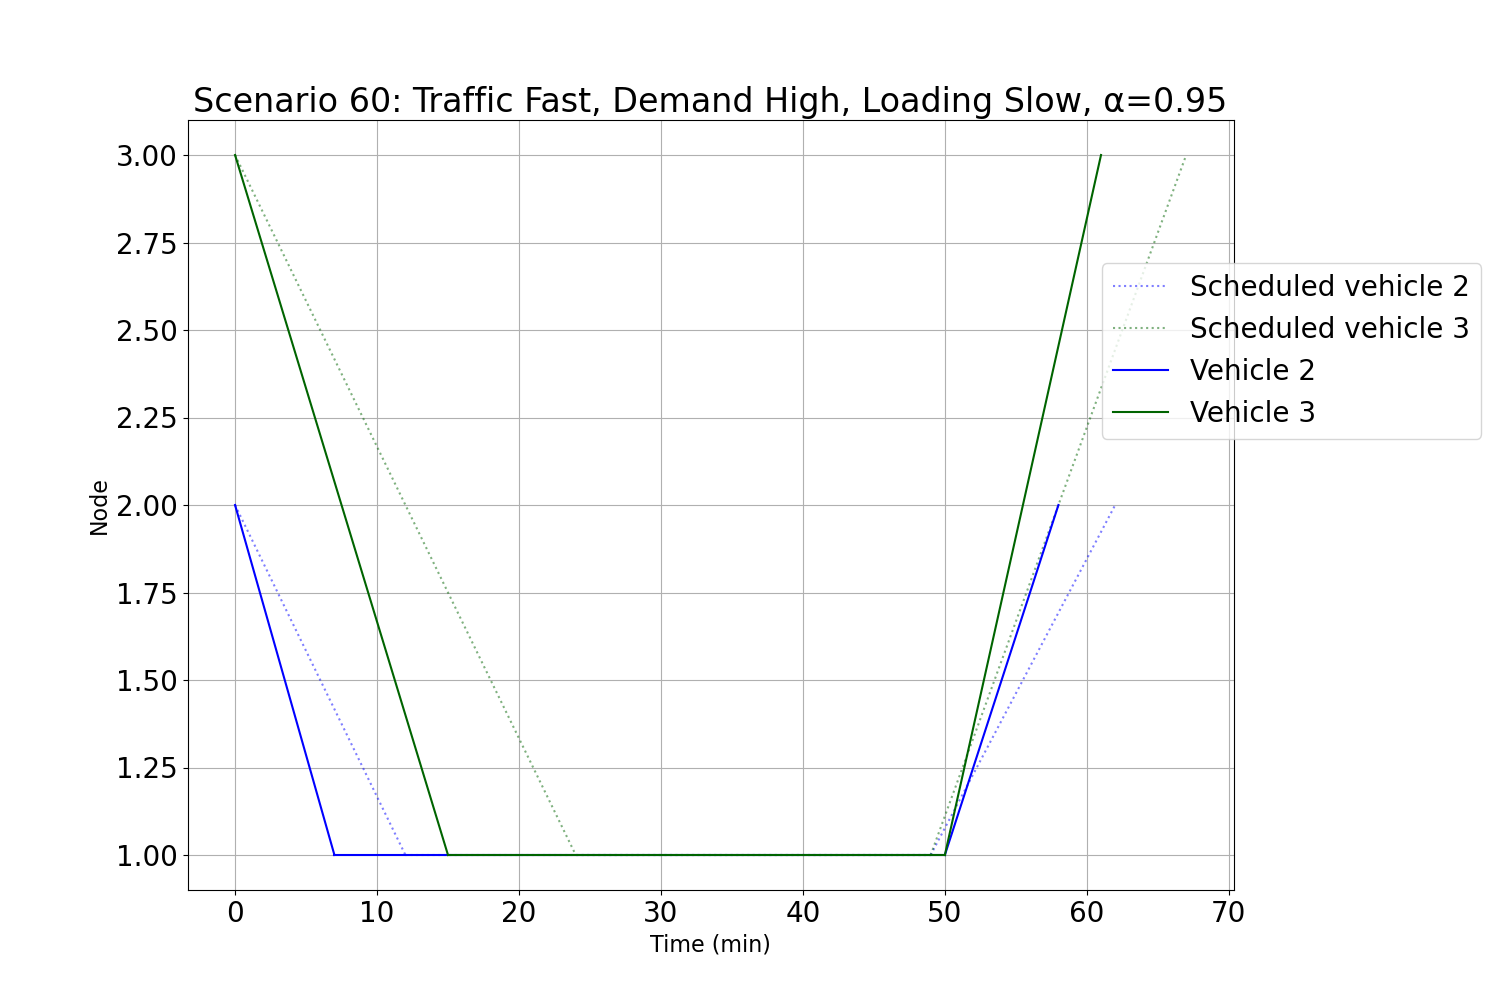 Scenario 60: Traffic Fast, Demand High, Loading Slow, α=0.95
3.00
2.75
2.50
2.25
2.00
1.75
1.50
1.25
1.00
Node
Scheduled vehicle 2
Scheduled vehicle 3
Vehicle 2
Vehicle 3
0 10 20 30 40 50 60 70
Time (min)